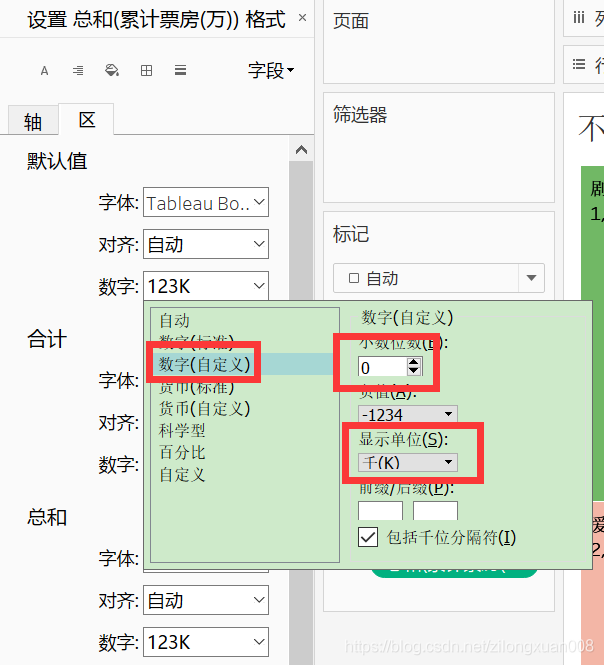 设置 总和(累计票房(万)) 格式 ×
A 字段
轴 区
默认值
字体: Tableau Bo..
对齐: 自动
数字: 123K
自动
数字(标准)
数字(自定义)
货币(标准)
货币(自定义)
科学型
百分比
自定义
数字(自定义)
小数位数(E):
0
负值(A):
-1234
显示单位(S):
千(K)
前缀/后缀(P):
包括千位分隔符(I)
合计
字体:
对齐:
数字:
总和
字体:
对齐: 自动
数字: 123K
页面
筛选器
标记
自动
列
行
不
剧
1,
爱
2,
https://blog.csdn.net/zilongxuan008